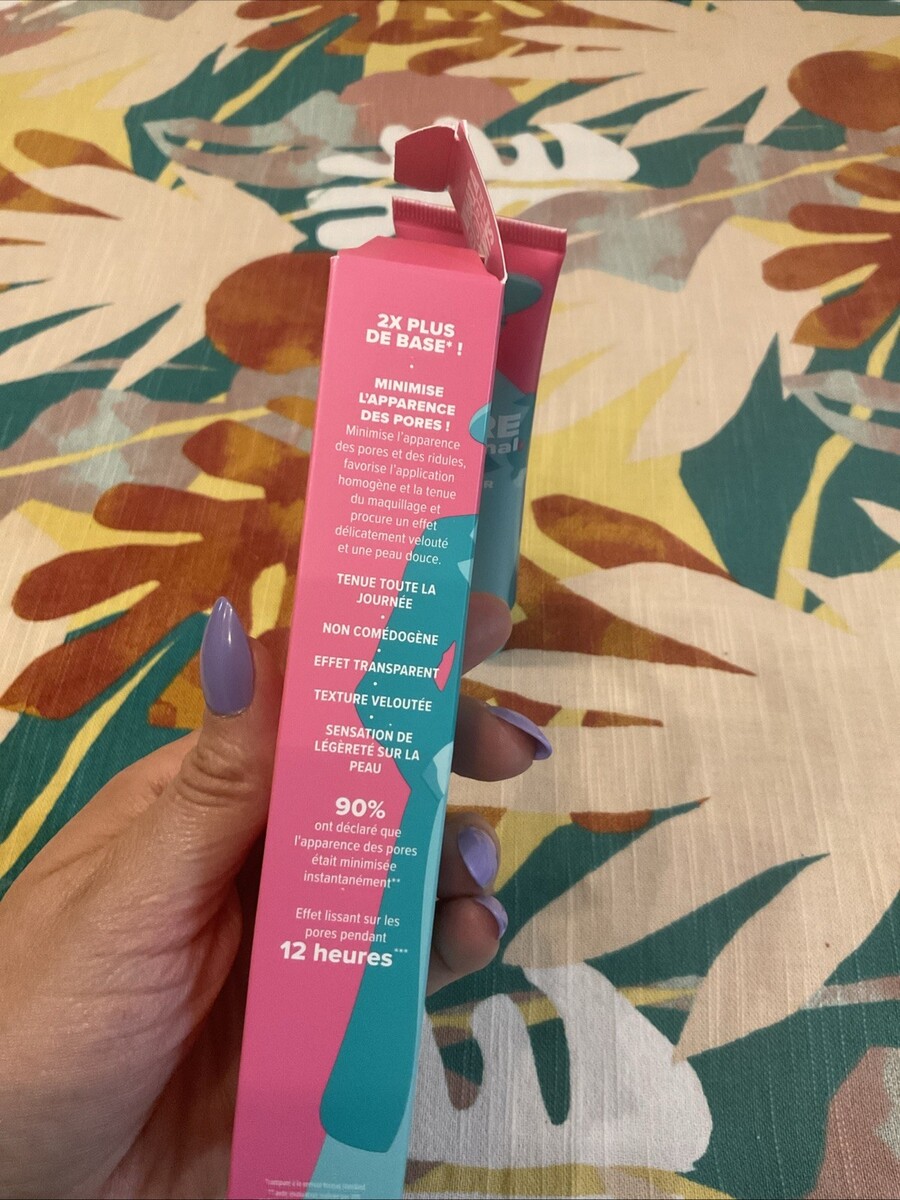 2X PLUS
DE BASE* !
MINIMISE
L'APPARENCE
DES PORES !
Minimise l'apparence
des pores et des ridules,
favorise l'application
homogène et la tenue
du maquillage et
procure un effet
délicatement velouté
et une peau douce.
TENUE TOUTE LA
JOURNÉE
NON COMÉDOGÈNE
EFFET TRANSPARENT
TEXTURE VELOUTÉE
SENSATION DE
LÉGÈRETÉ SUR LA
PEAU
90%
ont déclaré que
l'apparence des pores
était minimisée
instantanément**
Effet lissant sur les
pores pendant
12 heures***
RE
nal
R